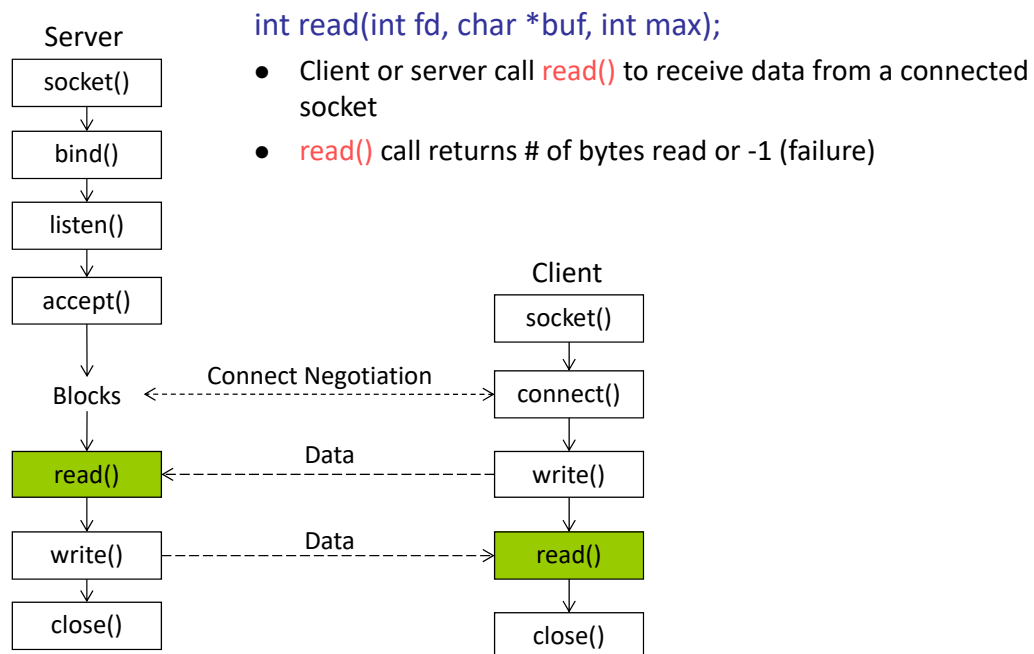 int read(int fd, char *buf, int max);
● Client or server call read() to receive data from a connected
socket
● read() call returns # of bytes read or -1 (failure)
Server
socket()
bind()
listen()
accept()
Blocks
read()
write()
close()
Connect Negotiation
Data
Data
Client
socket()
connect()
write()
read()
close()